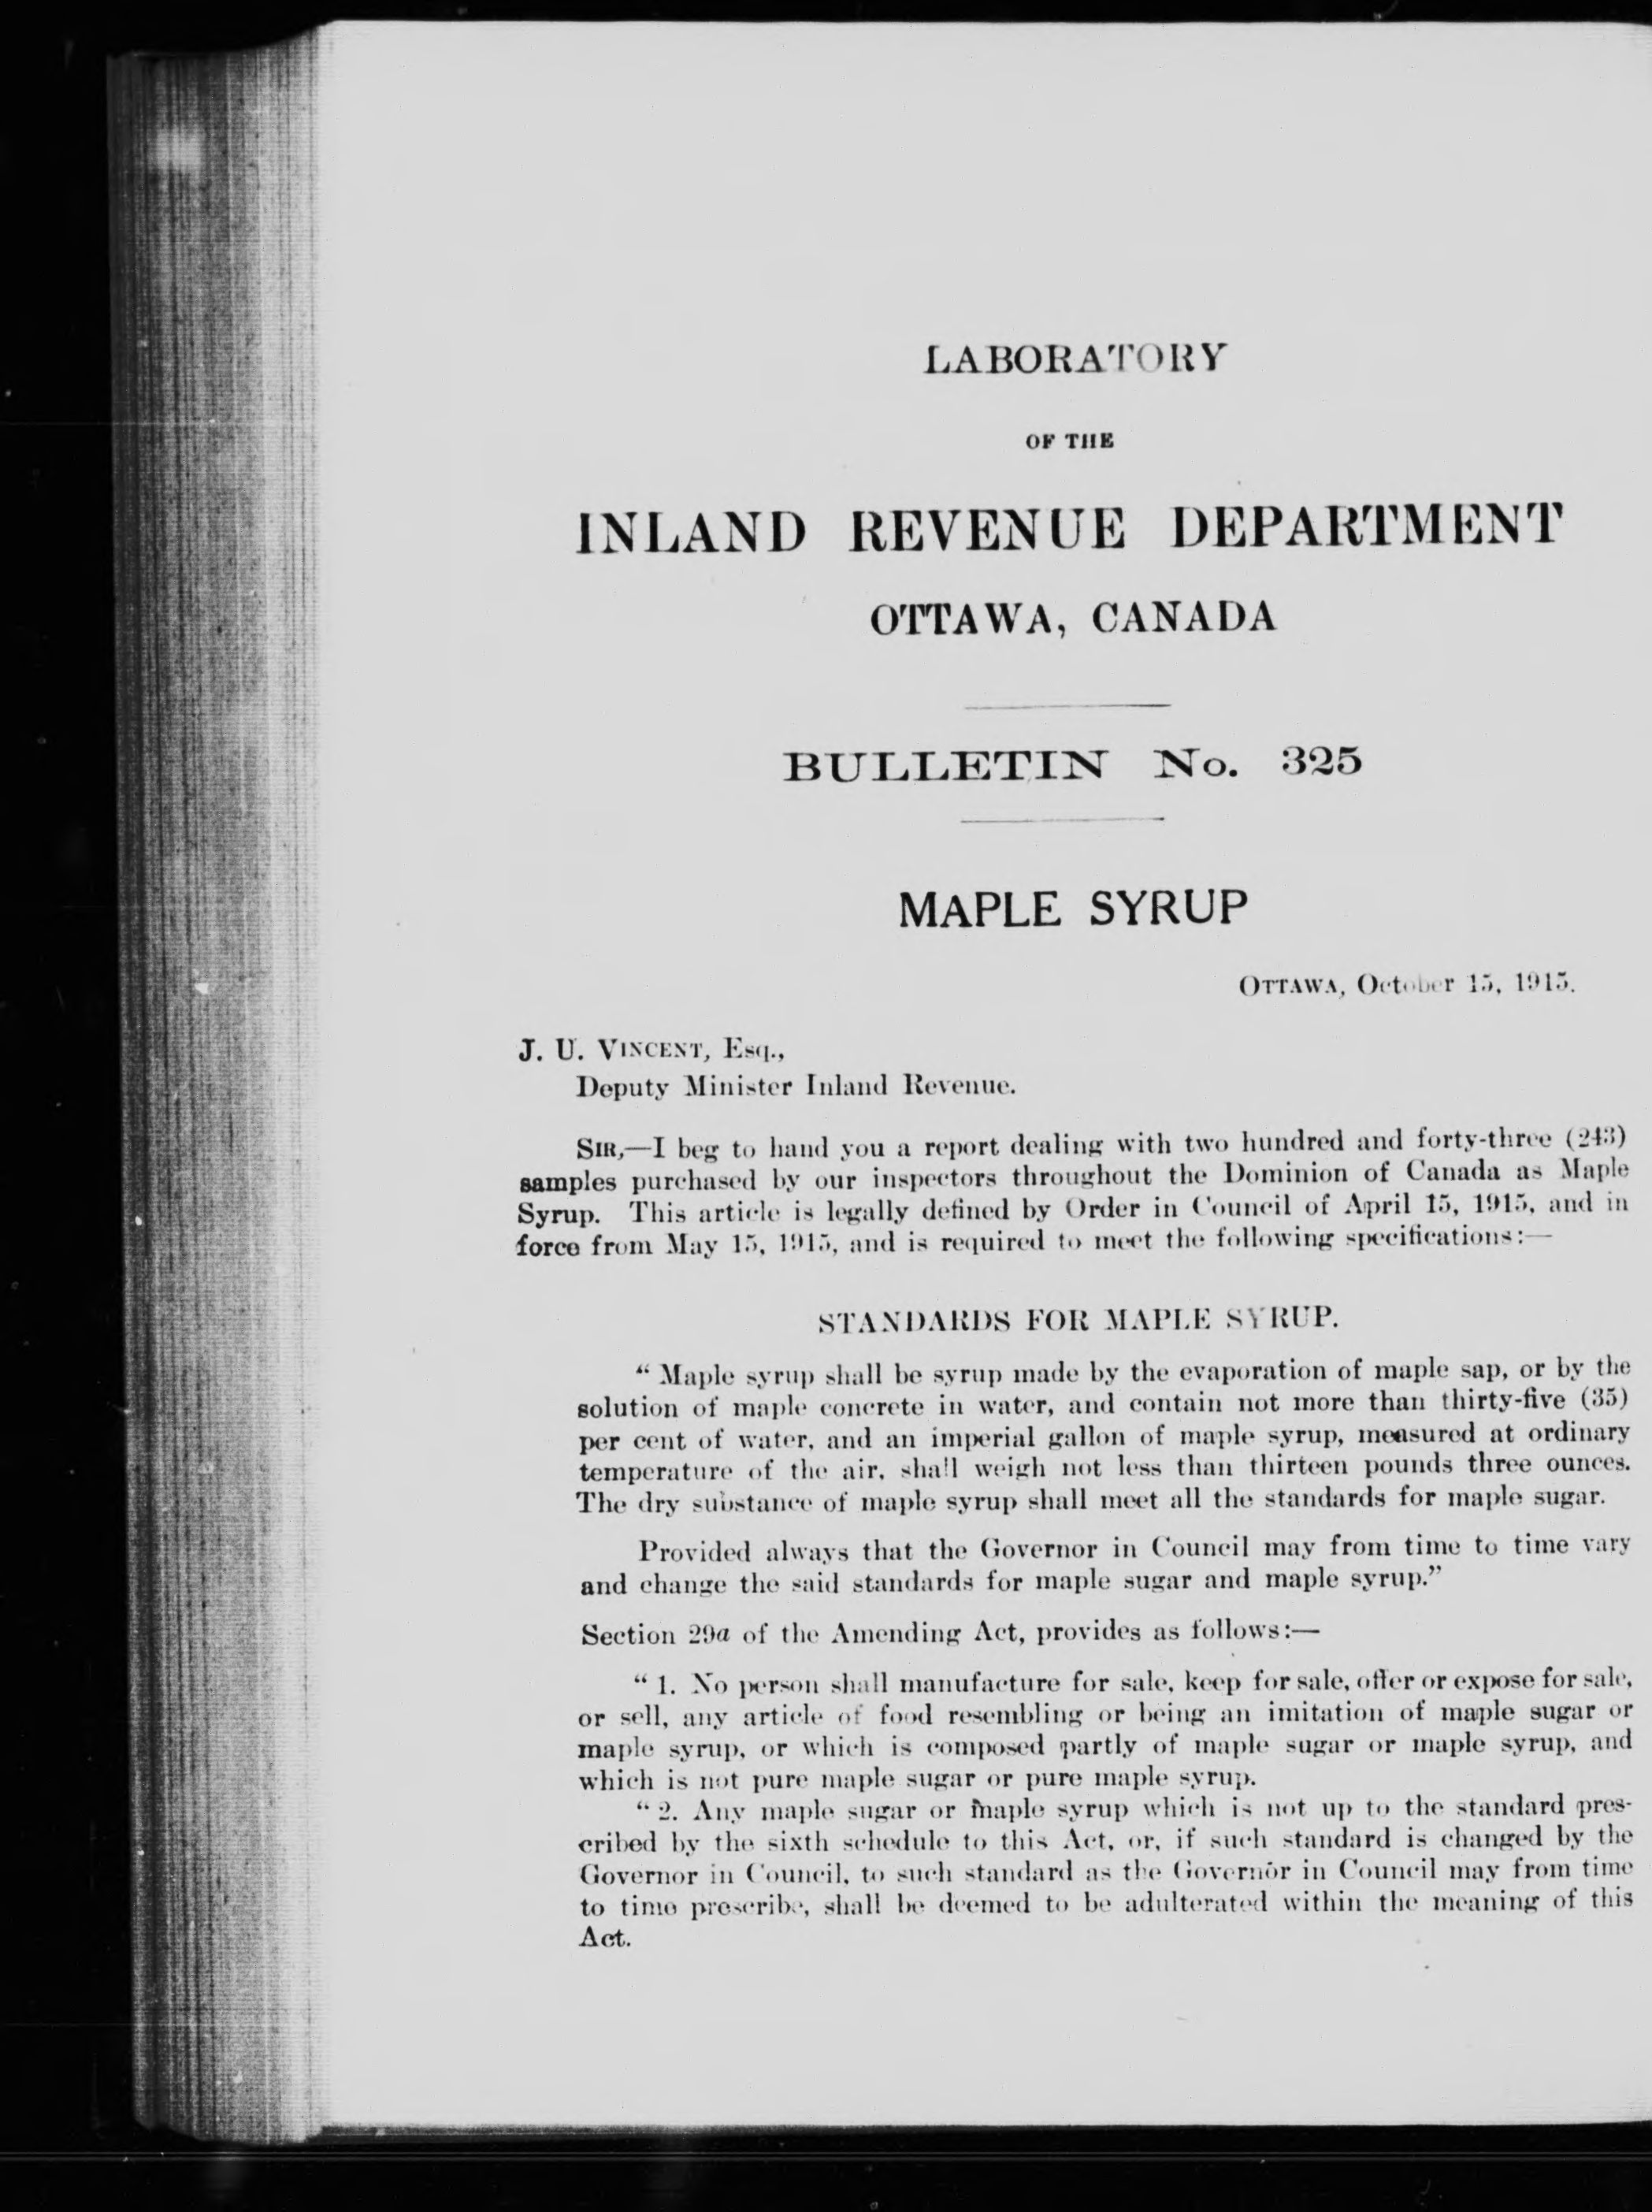 LABORATORY
OF THE
INLAND REVENUE DEPARTMENT
OTTAWA, CANADA
BULLETIN No. 325
MAPLE SYRUP
OTTAWA, October 15, 1915.
J. U. VINCENT, Esq.,
Deputy Minister Inland Revenue.
SIR,—I beg to hand you a report dealing with two hundred and forty-three (243)
samples purchased by our inspectors throughout the Dominion of Canada as Maple
Syrup. This article is legally defined by Order in Council of April 15, 1915, and in
force from May 15, 1915, and is required to meet the following specifications:—
STANDARDS FOR MAPLE SYRUP.
“ Maple syrup shall be syrup made by the evaporation of maple sap, or by the
solution of maple concrete in water, and contain not more than thirty-five (35)
per cent of water, and an imperial gallon of maple syrup, measured at ordinary
temperature of the air, shall weigh not less than thirteen pounds three ounces.
The dry substance of maple syrup shall meet all the standards for maple sugar.
Provided always that the Governor in Council may from time to time vary
and change the said standards for maple sugar and maple syrup.”
Section 29a of the Amending Act, provides as follows:—
“ 1. No person shall manufacture for sale, keep for sale, offer or expose for sale,
or sell, any article of food resembling or being an imitation of maple sugar or
maple syrup, or which is composed partly of maple sugar or maple syrup, and
which is not pure maple sugar or pure maple syrup.
“ 2. Any maple sugar or maple syrup which is not up to the standard pres-
cribed by the sixth schedule to this Act, or, if such standard is changed by the
Governor in Council, to such standard as the Governor in Council may from time
to time prescribe, shall be deemed to be adulterated within the meaning of this
Act.